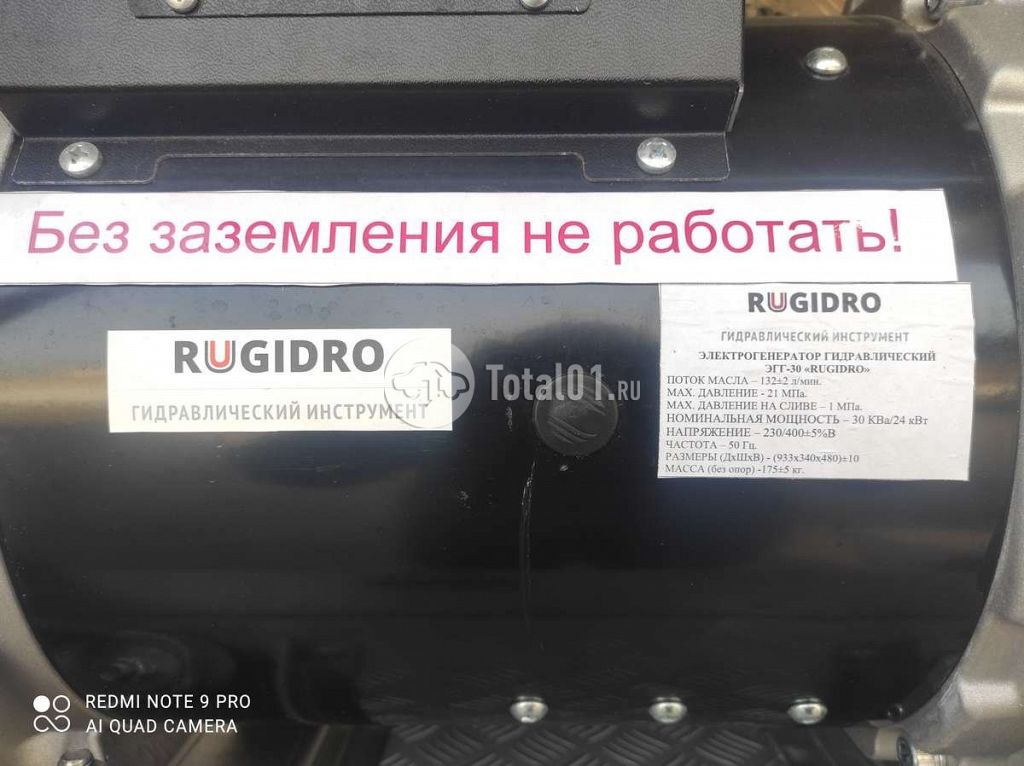 Без заземления не работать!
RUGIDRO
ГИДРАВЛИЧЕСКИЙ ИНСТРУМЕНТ
Total01.RU
RUGIDRO
ГИДРАВЛИЧЕСКИЙ ИНСТРУМЕНТ
ЭЛЕКТРОГЕНЕРАТОР ГИДРАВЛИЧЕСКИЙ
ЭГГ-30 «RUGIDRO»
ПОТОК МАСЛА – 132±2 л/мин.
МАХ. ДАВЛЕНИЕ - 21 МПа.
МАХ. ДАВЛЕНИЕ НА СЛИВЕ – 1 МПа.
НОМИНАЛЬНАЯ МОЩНОСТЬ – 30 КВа/24 кВт
НАПРЯЖЕНИЕ – 230/400±5%В
ЧАСТОТА – 50 Гц.
РАЗМЕРЫ (ДхШхВ) - (933х340х480)±10
МАССА (без опор) -175±5 кг.
REDMI NOTE 9 PRO
AI QUAD CAMERA